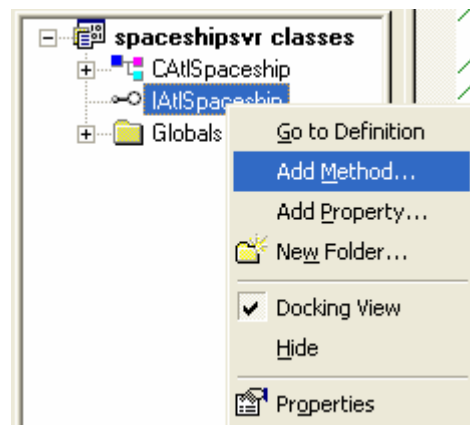 spaceshipsvr classes
CAtlSpaceship
IAtlSpaceship
Globals
Go to Definition
Add Method...
Add Property...
New Folder...
Docking View
Hide
Properties